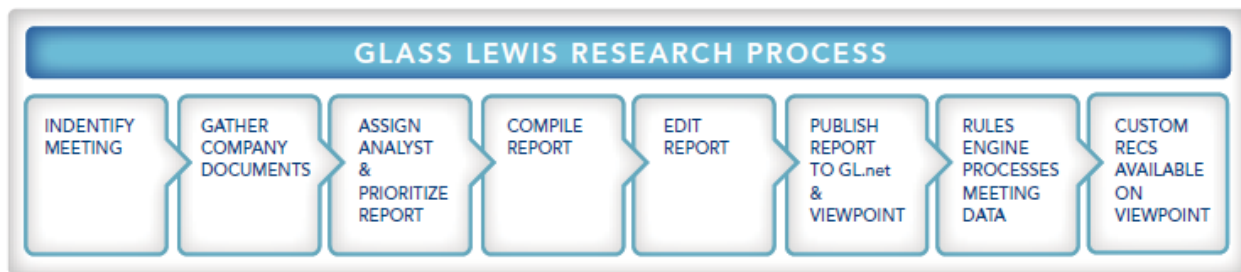 GLASS LEWIS RESEARCH PROCESS
INDENTIFY
MEETING
GATHER
COMPANY
DOCUMENTS
ASSIGN
ANALYST
&
PRIORITIZE
REPORT
COMPILE
REPORT
EDIT
REPORT
PUBLISH
REPORT
TO GL.net
&
VIEWPOINT
RULES
ENGINE
PROCESSES
MEETING
DATA
CUSTOM
RECS
AVAILABLE
ON
VIEWPOINT